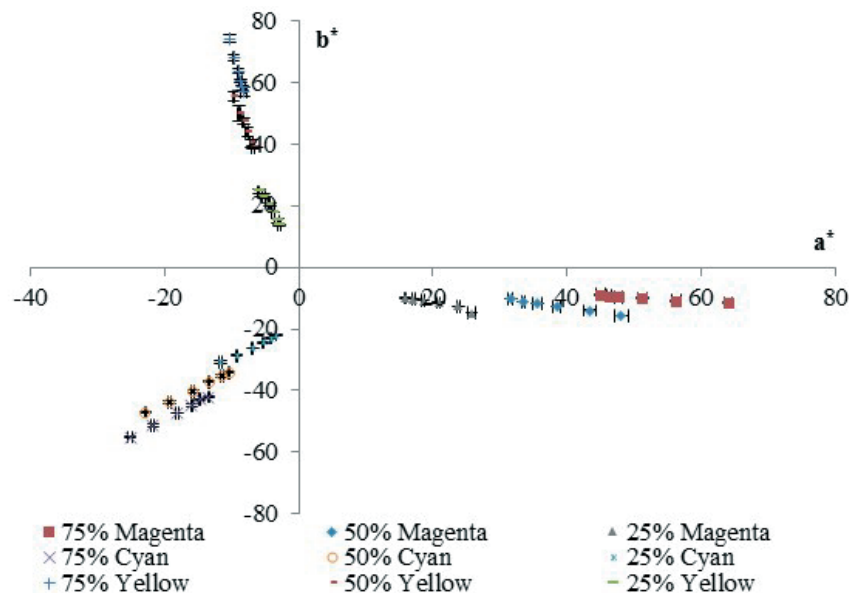 80
b*
60
40
20
0
a*
-40
-20
0
20
40
60
80
-20
-40
-60
-80
75% Magenta
50% Magenta
25% Magenta
75% Cyan
50% Cyan
25% Cyan
75% Yellow
50% Yellow
25% Yellow